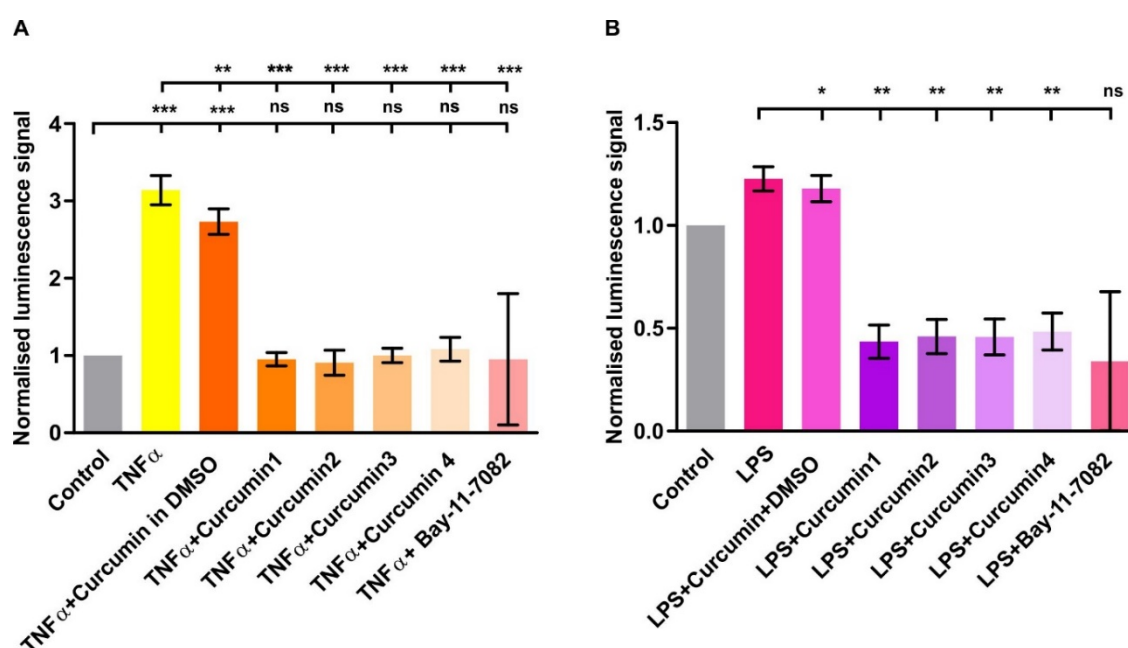 A
** *** *** *** *** ***
*** *** ns ns ns ns ns
Normalised luminescence signal
4
3
2
1
0
Control
TNFα
TNFα+Curcumin in DMSO
TNFα+Curcumin1
TNFα+Curcumin2
TNFα+Curcumin3
TNFα+Curcumin 4
TNFα+ Bay-11-7082
B
* ** ** ** ** ns
Normalised luminescence signal
1.5
1.0
0.5
0.0
Control
LPS
LPS+Curcumin+DMSO
LPS+Curcumin1
LPS+Curcumin2
LPS+Curcumin3
LPS+Curcumin4
LPS+Bay-11-7082